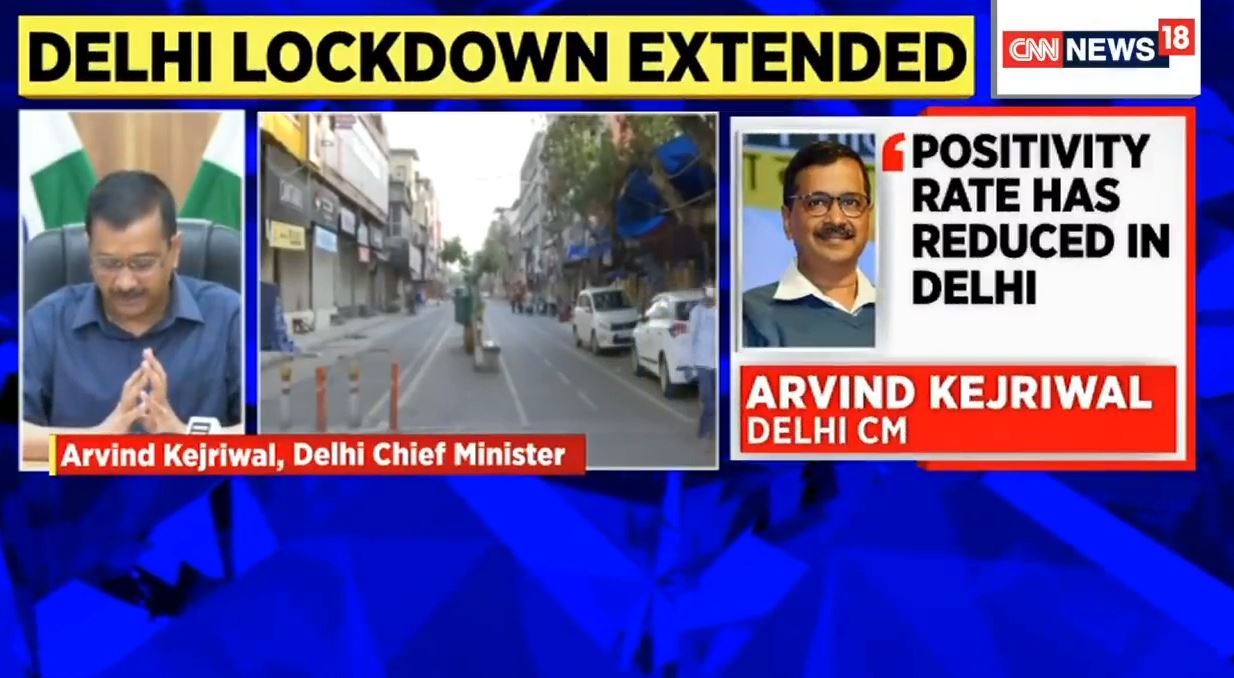 DELHI LOCKDOWN EXTENDED
CNN NEWS 18
‘POSITIVITY
RATE HAS
REDUCED IN
DELHI
ARVIND KEJRIWAL
DELHI CM
Arvind Kejriwal, Delhi Chief Minister